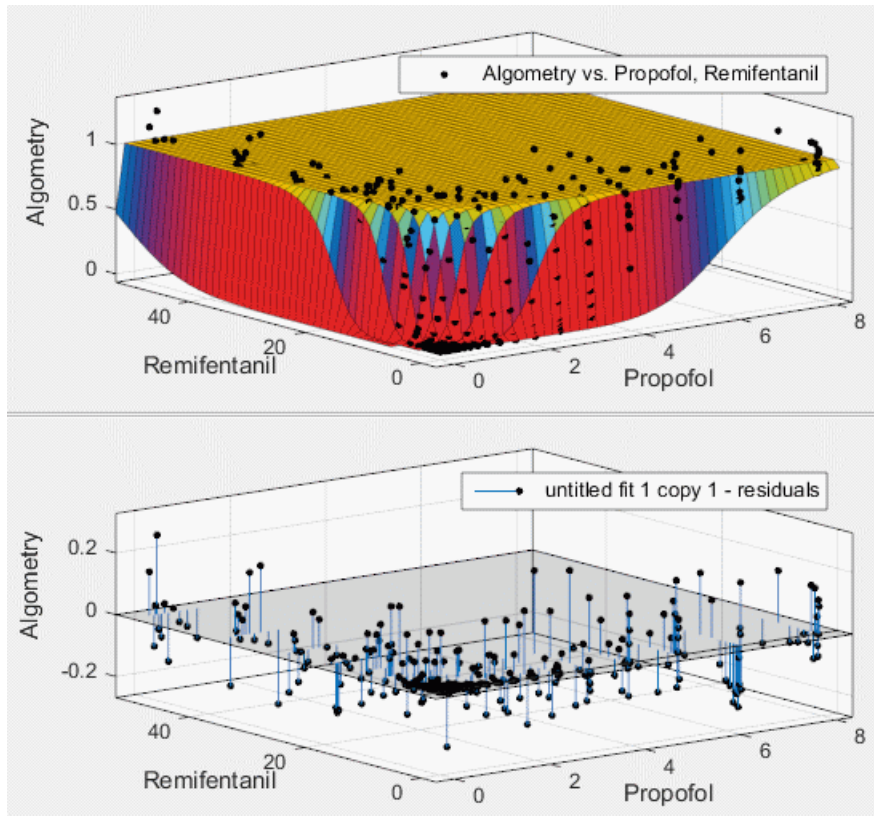 Algometry vs. Propofol, Remifentanil
Algometry
1
0.5
0
40
20
0
Remifentanil
0
2
4
6
8
Propofol
untitled fit 1 copy 1 - residuals
Algometry
0.2
0
-0.2
40
20
0
Remifentanil
0
2
4
6
8
Propofol